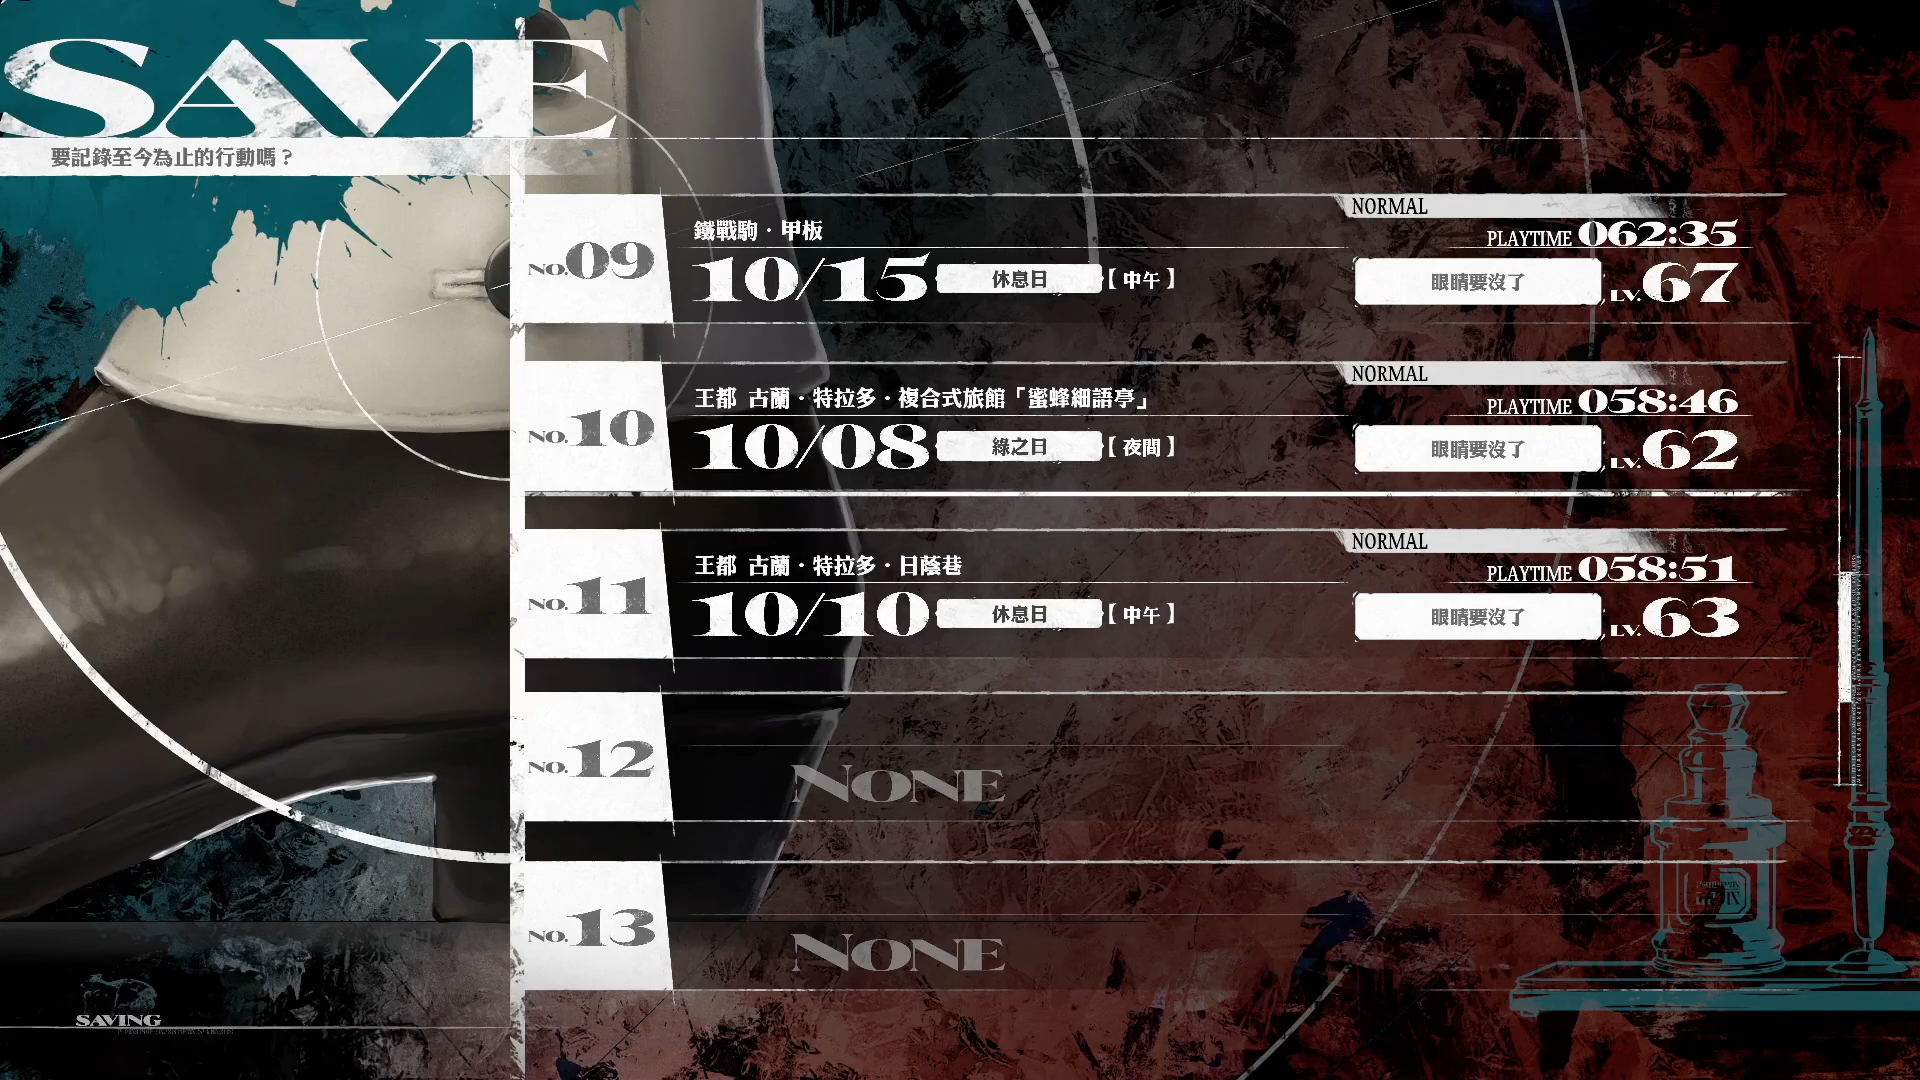 SAVE
要記錄至今為止的行動嗎？
NO.09
鐵戰駒・甲板
10/15 休息日 【中午】
NORMAL
PLAYTIME 062:35
眼睛要沒了 LV.67
NO.10
王都 古蘭・特拉多・複合式旅館「蜜蜂細語亭」
10/08 綠之日 【夜間】
NORMAL
PLAYTIME 058:46
眼睛要沒了 LV.62
NO.11
王都 古蘭・特拉多・日蔭巷
10/10 休息日 【中午】
NORMAL
PLAYTIME 058:51
眼睛要沒了 LV.63
NO.12
NONE
NO.13
NONE
SAVING